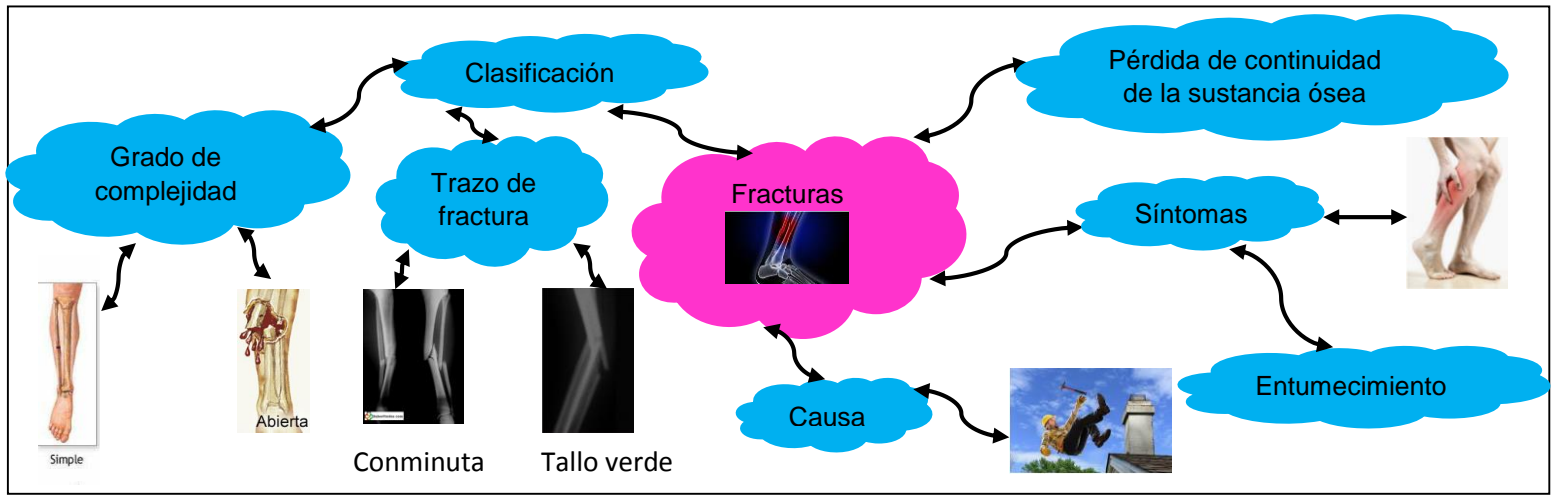 Clasificación
Pérdida de continuidad
de la sustancia ósea
Grado de
complejidad
Trazo de
fractura
Fracturas
Síntomas
Entumecimiento
Causa
Abierta
Simple
Conminuta
Tallo verde